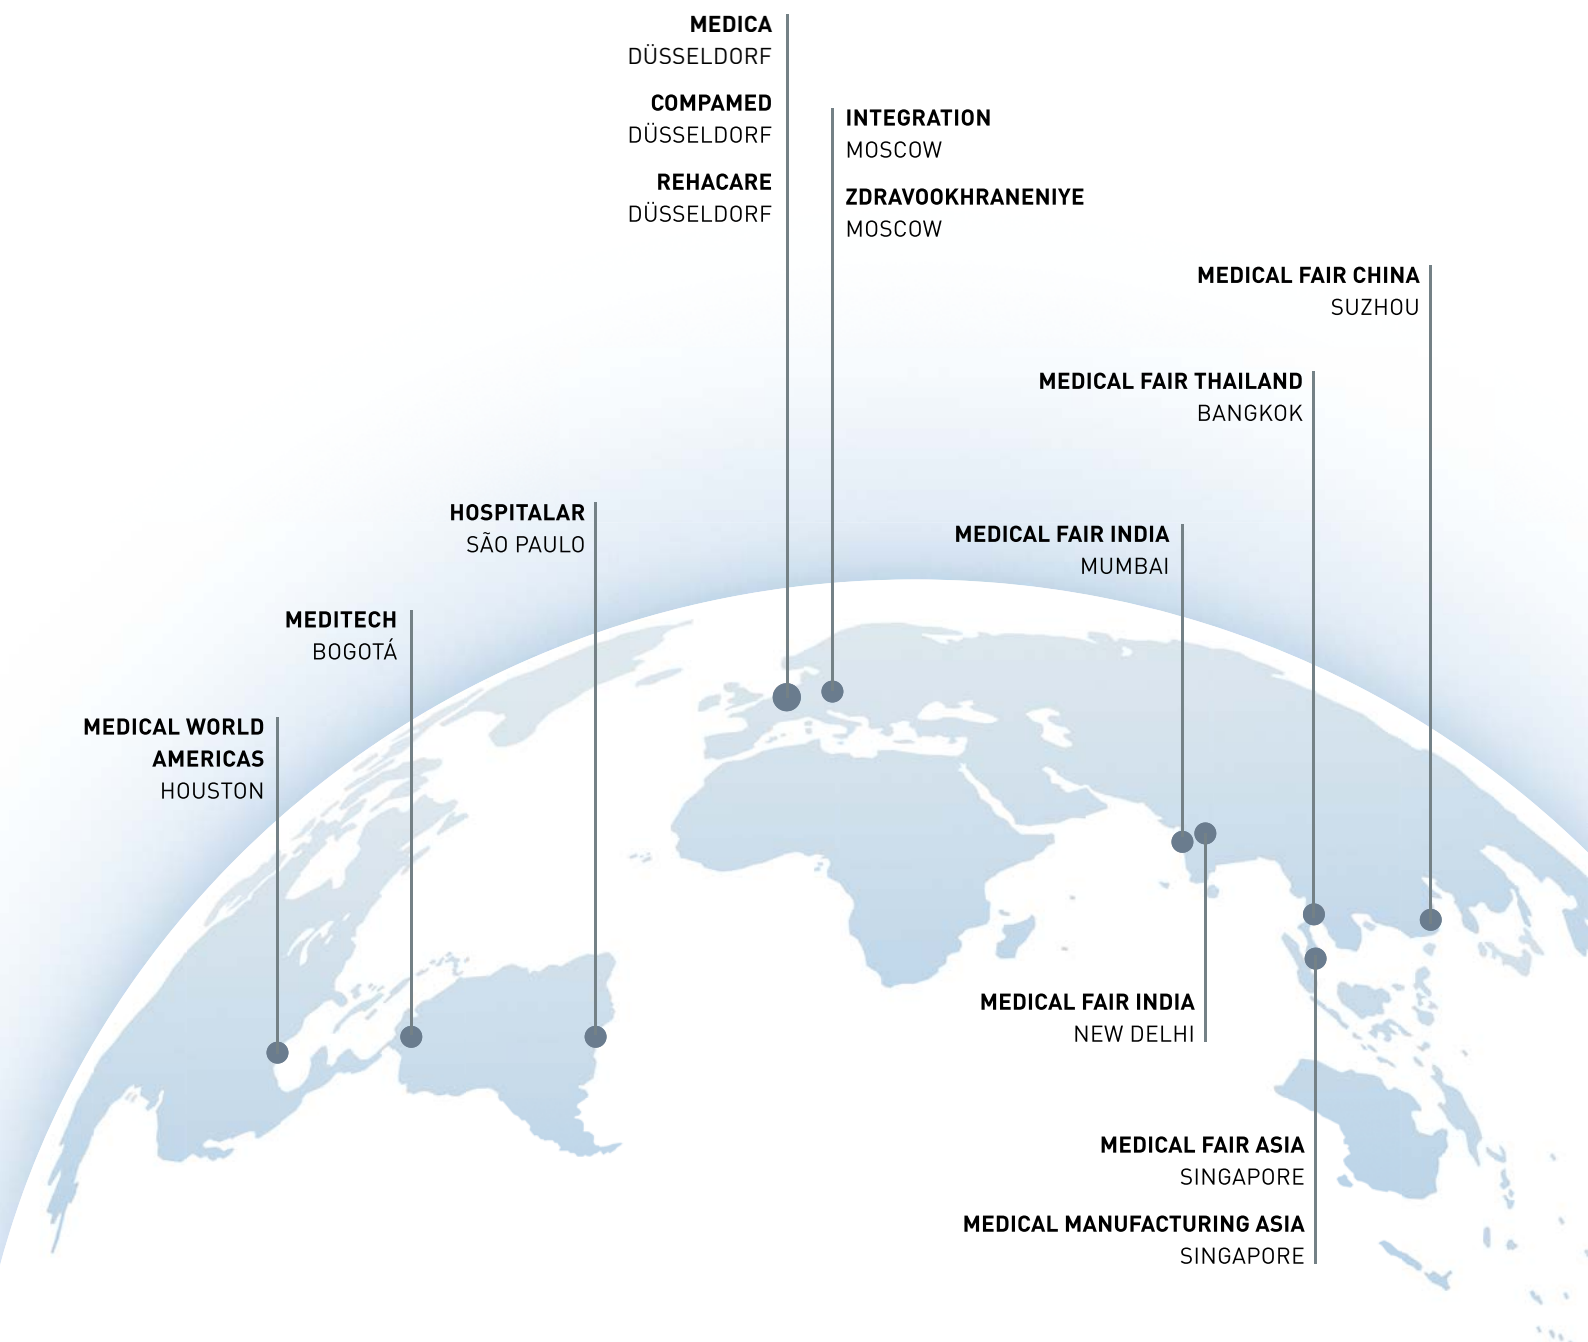 MEDICA
DÜSSELDORF
COMPAMED
DÜSSELDORF
REHACARE
DÜSSELDORF
INTEGRATION
MOSCOW
ZDRAVOOKHRANENIYE
MOSCOW
MEDICAL FAIR CHINA
SUZHOU
MEDICAL FAIR THAILAND
BANGKOK
HOSPITALAR
SÃO PAULO
MEDICAL FAIR INDIA
MUMBAI
MEDITECH
BOGOTÁ
MEDICAL WORLD
AMERICAS
HOUSTON
MEDICAL FAIR INDIA
NEW DELHI
MEDICAL FAIR ASIA
SINGAPORE
MEDICAL MANUFACTURING ASIA
SINGAPORE